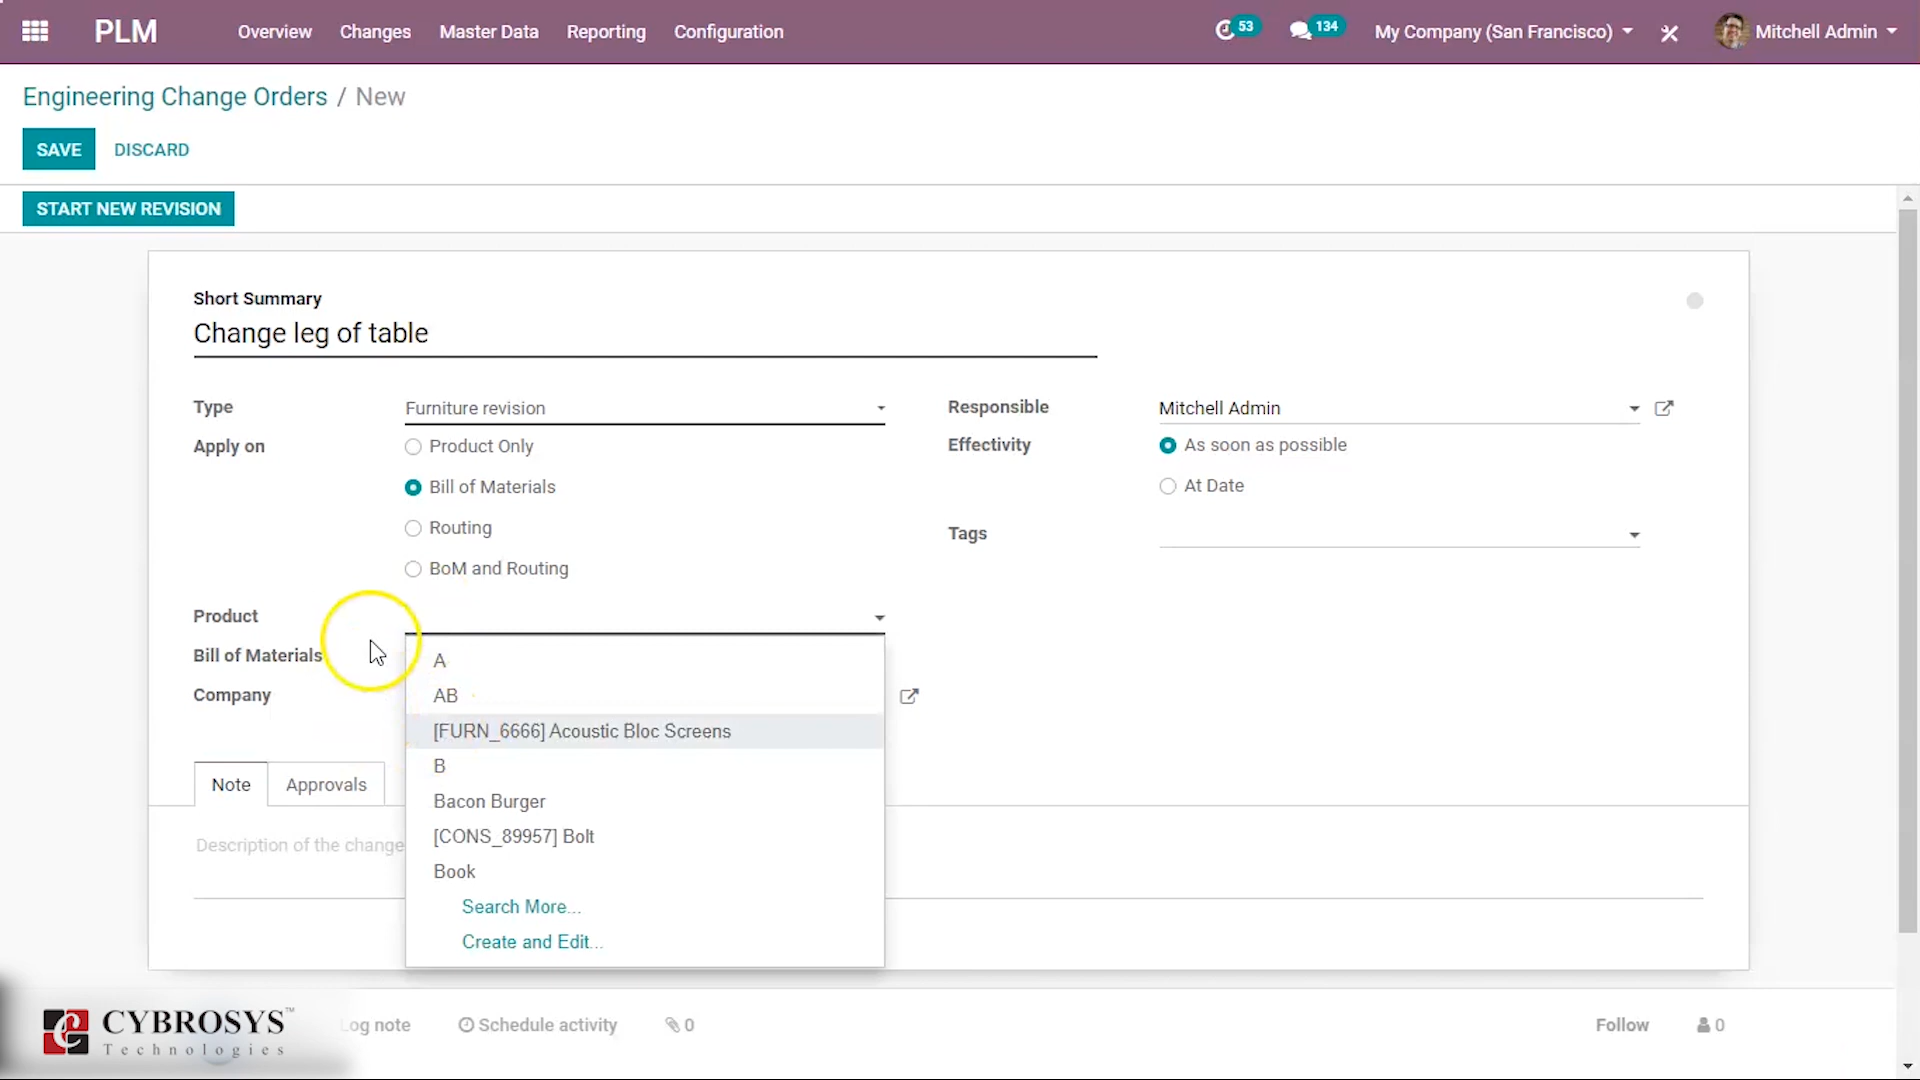 PLM Overview Changes Master Data Reporting Configuration 53 134 My Company (San Francisco) Mitchell Admin
Engineering Change Orders / New
SAVE DISCARD
START NEW REVISION
Short Summary
Change leg of table
Type Furniture revision Responsible Mitchell Admin
Apply on Product Only Effectivity As soon as possible
Bill of Materials At Date
Routing Tags
BoM and Routing
Product
Bill of Materials
Company
A
AB
[FURN_6666] Acoustic Bloc Screens
B
Bacon Burger
[CONS_89957] Bolt
Book
Search More...
Create and Edit...
Note Approvals
Description of the change
CYBROSYS™
Technologies
Log note Schedule activity 0 Follow 0